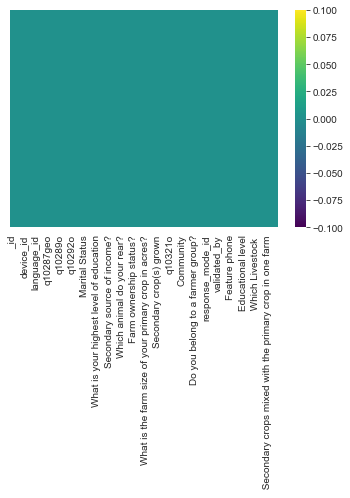 0.100
0.075
0.050
0.025
0.000
−0.025
−0.050
−0.075
−0.100
_id
device_id
language_id
q10287geo
q10289o
q10292o
Marital Status
What is your highest level of education
Secondary source of income?
Which animal do your rear?
Farm ownership status?
What is the farm size of your primary crop in acres?
Secondary crop(s) grown
q10321o
Community
Do you belong to a farmer group?
response_mode_id
validated_by
Feature phone
Educational level
Which Livestock
Secondary crops mixed with the primary crop in one farm